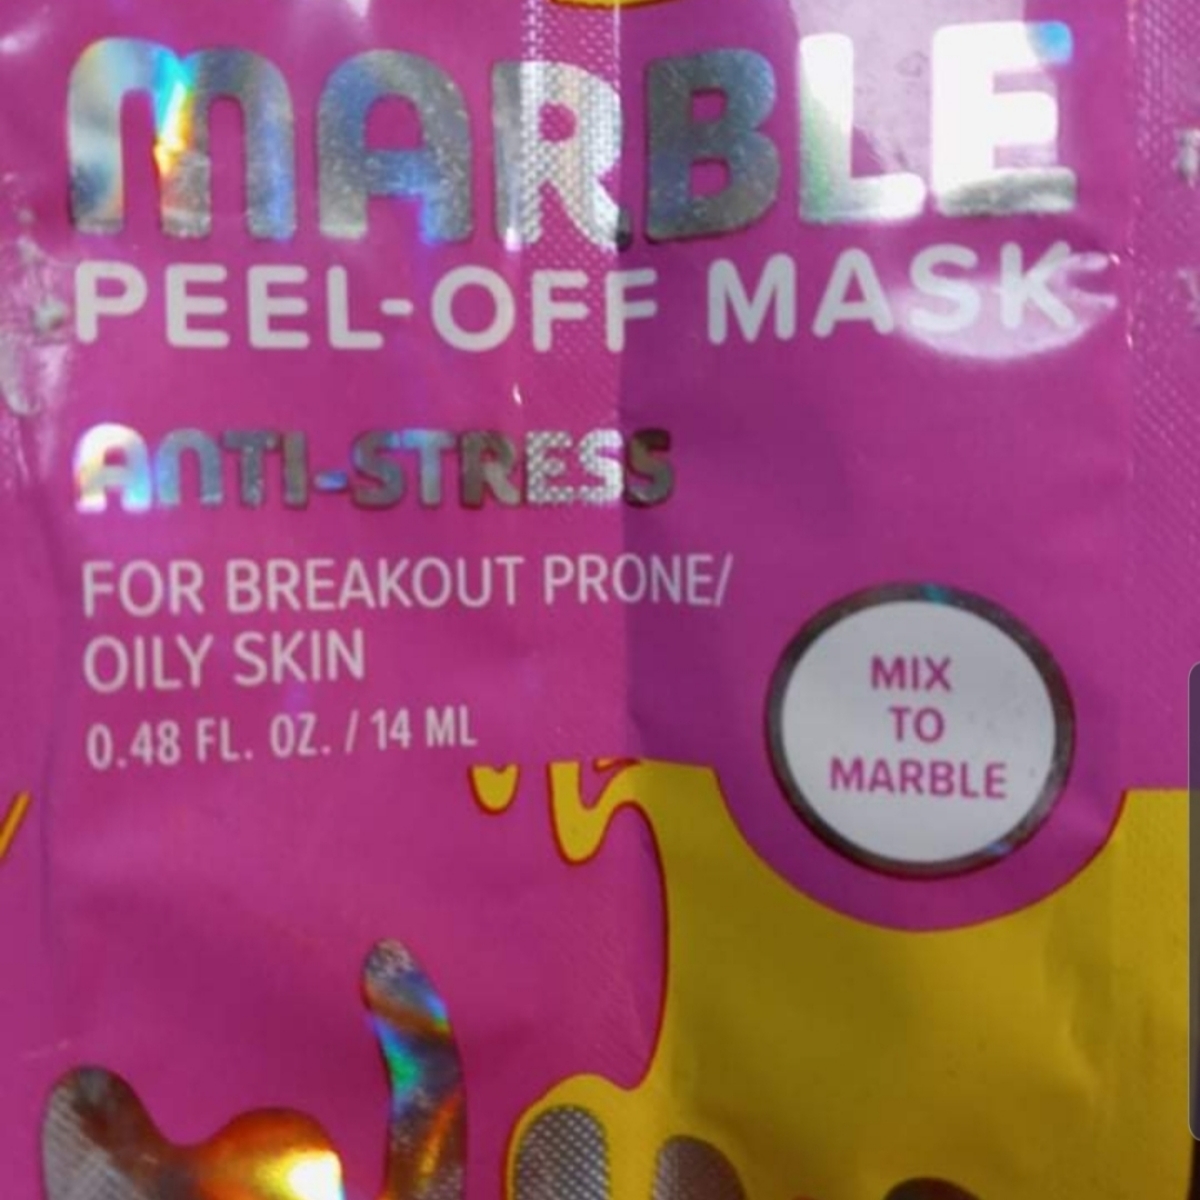 MARBLE
PEEL-OFF MASK
ANTI-STRESS
FOR BREAKOUT PRONE/
OILY SKIN
0.48 FL. OZ. / 14 ML
MIX
TO
MARBLE